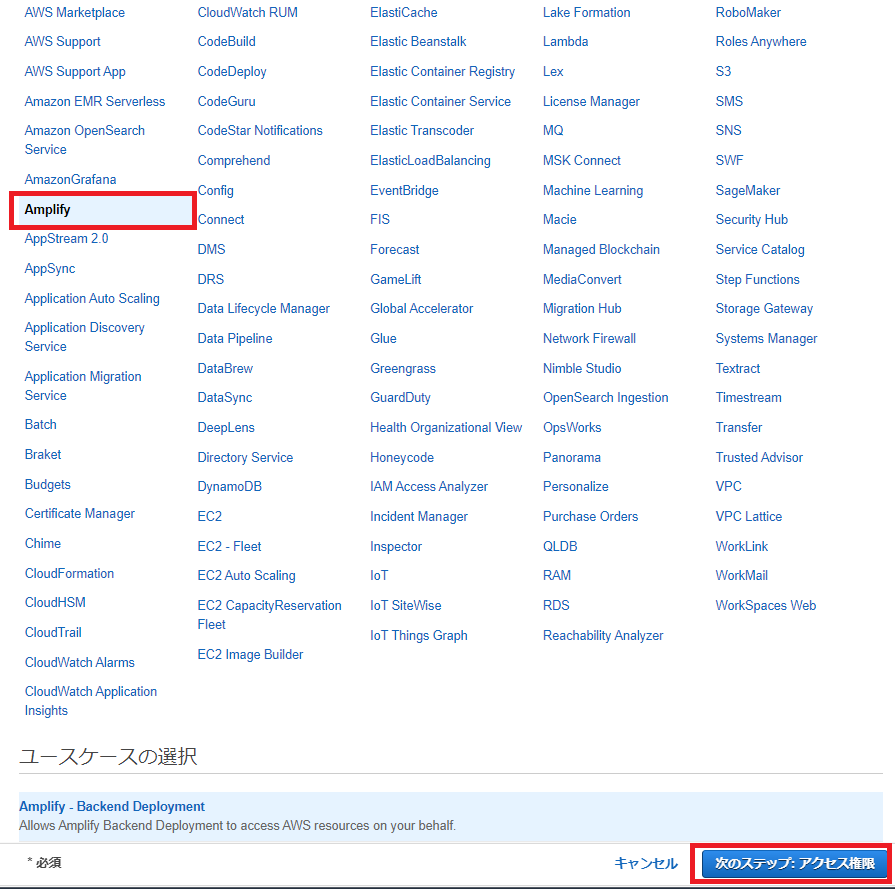 AWS Marketplace
AWS Support
AWS Support App
Amazon EMR Serverless
Amazon OpenSearch
Service
AmazonGrafana
Amplify
AppStream 2.0
AppSync
Application Auto Scaling
Application Discovery
Service
Application Migration
Service
Batch
Braket
Budgets
Certificate Manager
Chime
CloudFormation
CloudHSM
CloudTrail
CloudWatch Alarms
CloudWatch Application
Insights
CloudWatch RUM
CodeBuild
CodeDeploy
CodeGuru
CodeStar Notifications
Comprehend
Config
Connect
DMS
DRS
Data Lifecycle Manager
Data Pipeline
DataBrew
DataSync
DeepLens
Directory Service
DynamoDB
EC2
EC2 - Fleet
EC2 Auto Scaling
EC2 CapacityReservation
Fleet
EC2 Image Builder
ElastiCache
Elastic Beanstalk
Elastic Container Registry
Elastic Container Service
Elastic Transcoder
ElasticLoadBalancing
EventBridge
FIS
Forecast
GameLift
Global Accelerator
Glue
Greengrass
GuardDuty
Health Organizational View
Honeycode
IAM Access Analyzer
Incident Manager
Inspector
IoT
IoT SiteWise
IoT Things Graph
Lake Formation
Lambda
Lex
License Manager
MQ
MSK Connect
Machine Learning
Macie
Managed Blockchain
MediaConvert
Migration Hub
Network Firewall
Nimble Studio
OpenSearch Ingestion
OpsWorks
Panorama
Personalize
Purchase Orders
QLDB
RAM
RDS
Reachability Analyzer
RoboMaker
Roles Anywhere
S3
SMS
SNS
SWF
SageMaker
Security Hub
Service Catalog
Step Functions
Storage Gateway
Systems Manager
Textract
Timestream
Transfer
Trusted Advisor
VPC
VPC Lattice
WorkLink
WorkMail
WorkSpaces Web
ユースケースの選択
Amplify - Backend Deployment
Allows Amplify Backend Deployment to access AWS resources on your behalf.
* 必須
キャンセル
次のステップ: アクセス権限